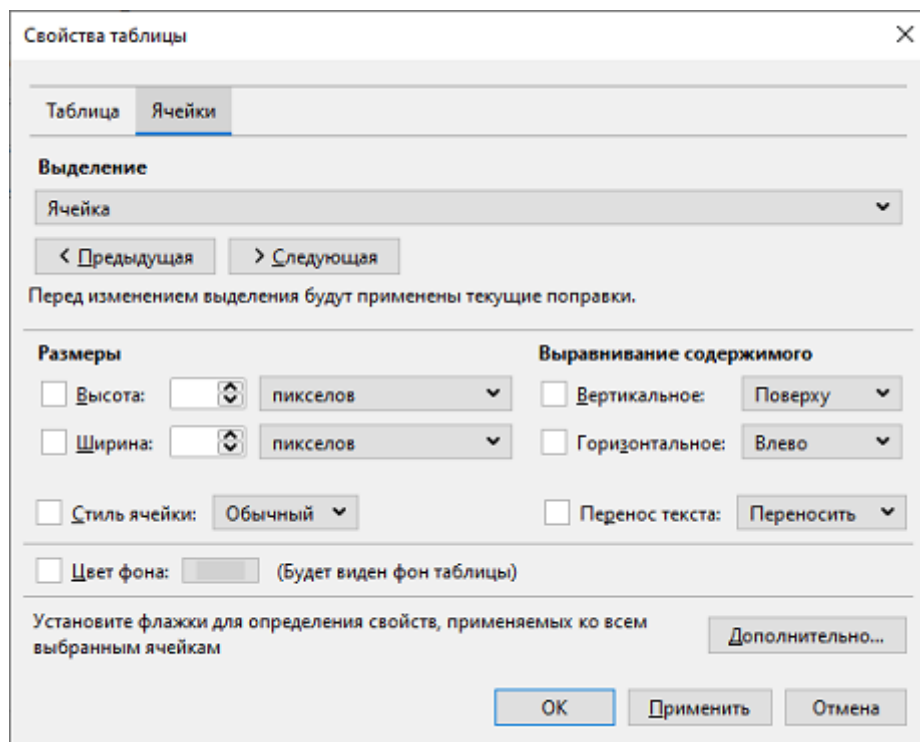 Свойства таблицы
Таблица Ячейки
Выделение
Ячейка
< Предыдущая > Следующая
Перед изменением выделения будут применены текущие поправки.
Размеры Выравнивание содержимого
Высота: пикселов Вертикальное: Поверху
Ширина: пикселов Горизонтальное: Влево
Стиль ячейки: Обычный Перенос текста: Переносить
Цвет фона: (Будет виден фон таблицы)
Установите флажки для определения свойств, применяемых ко всем
выбранным ячейкам Дополнительно...
ОК Применить Отмена